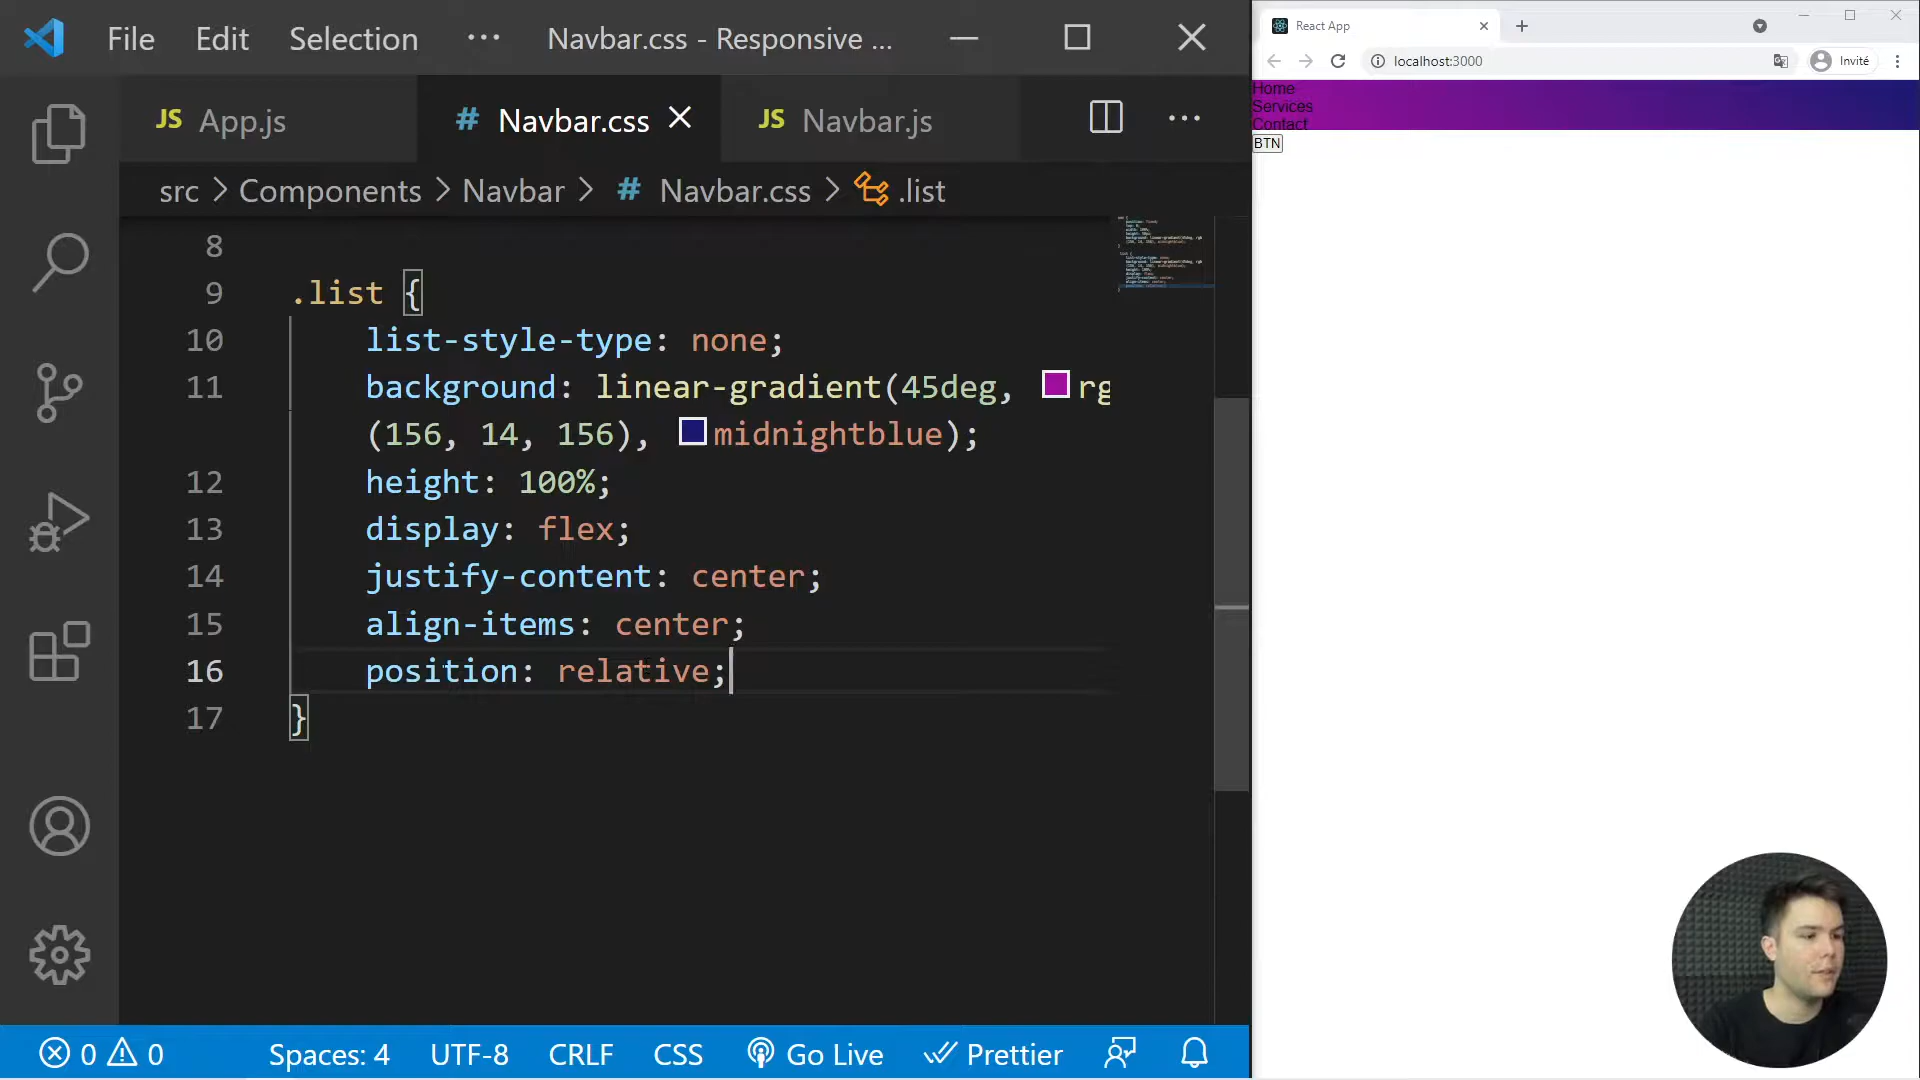 File Edit Selection ··· Navbar.css - Responsive ...
JS App.js # Navbar.css JS Navbar.js ···
src > Components > Navbar > # Navbar.css > .list
8
9 .list {
10 list-style-type: none;
11 background: linear-gradient(45deg, rg
(156, 14, 156), midnightblue);
12 height: 100%;
13 display: flex;
14 justify-content: center;
15 align-items: center;
16 position: relative;
17 }
0 0 Spaces: 4 UTF-8 CRLF CSS Go Live Prettier
React App
localhost:3000 Invité
Home
Services
Contact
BTN